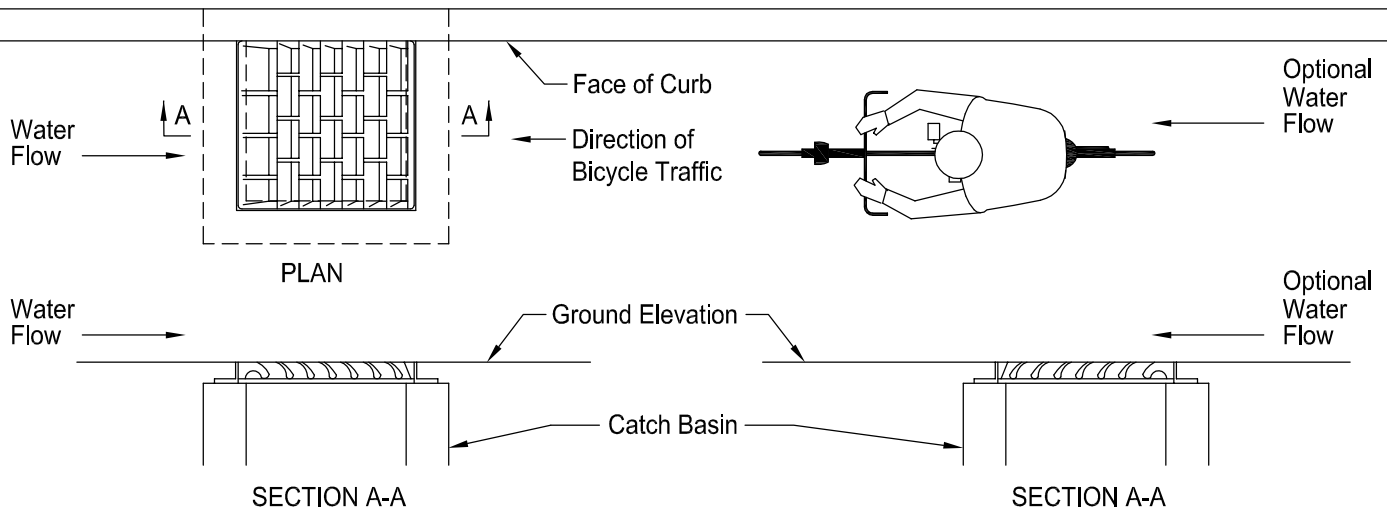 Face of Curb
Optional
Water
Flow
A
A
Water
Flow
Direction of
Bicycle Traffic
PLAN
Water
Flow
Ground Elevation
Optional
Water
Flow
Catch Basin
SECTION A-A
SECTION A-A